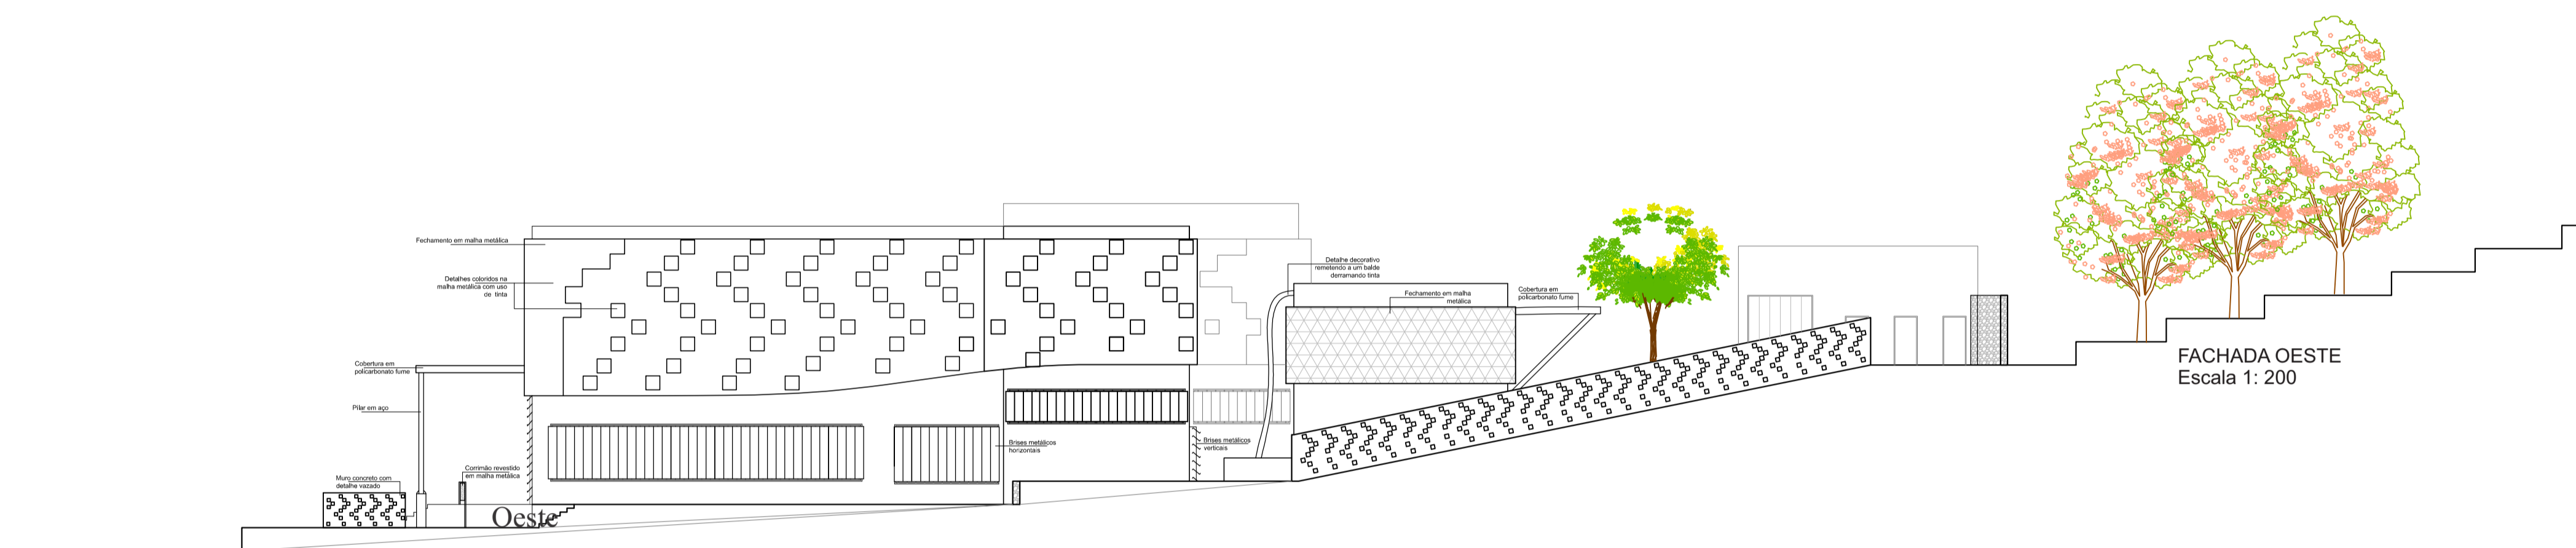 Fechamento em malha metálica
Detalhes coloridos na
malha metálica com uso
de tinta
Cobertura em
policarbonato fume
Pilar em aço
Muro concreto com
detalhe vazado
Corrimão revestido
em malha metálica
Oeste
Brises metálicos
horizontais
Brises metálicos
verticais
Detalhe decorativo
remetendo a um balde
derramando tinta
Fechamento em malha
metálica
Cobertura em
policarbonato fume
FACHADA OESTE
Escala 1: 200